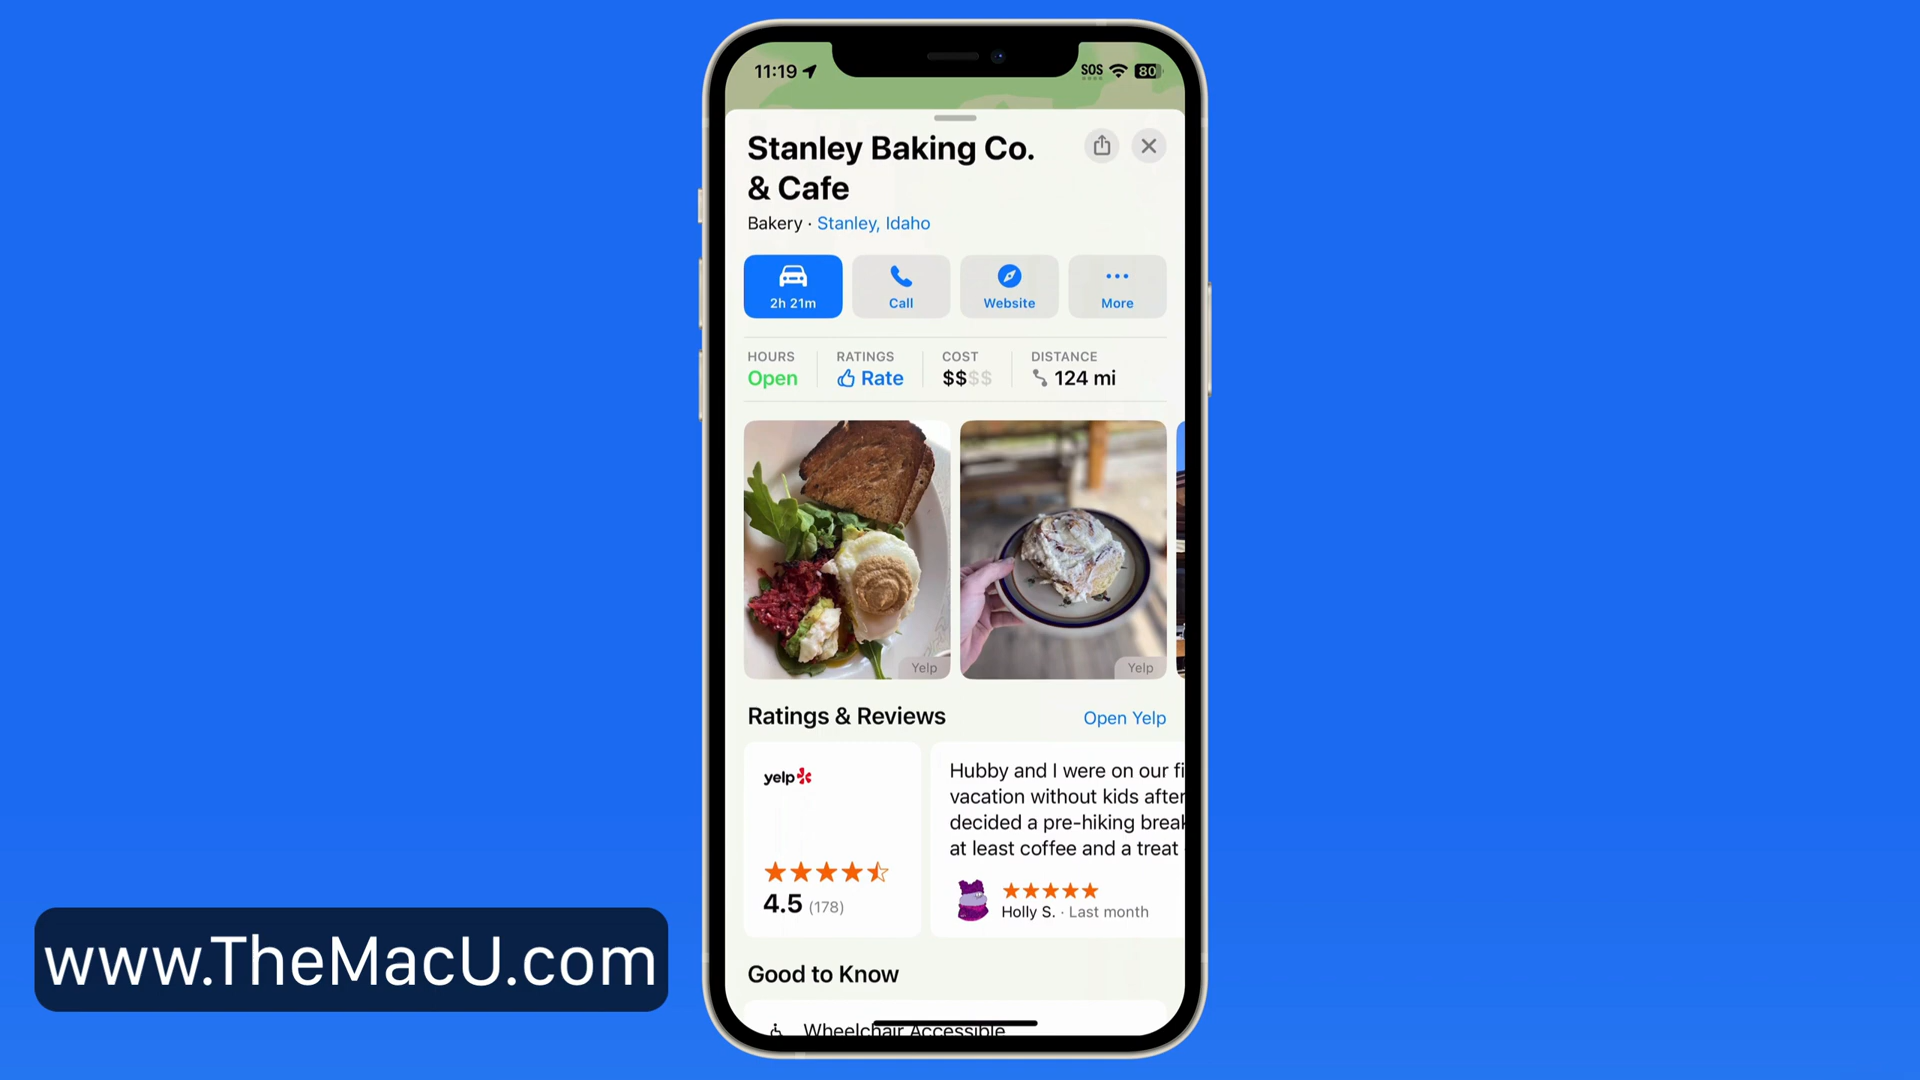 11:19
SOS
80
Stanley Baking Co.
& Cafe
Bakery · Stanley, Idaho
2h 21m
Call
Website
More
HOURS
Open
RATINGS
Rate
COST
$$$$
DISTANCE
124 mi
Yelp
Yelp
Ratings & Reviews
Open Yelp
yelp
4.5 (178)
Hubby and I were on our fi
vacation without kids after
decided a pre-hiking break
at least coffee and a treat
Holly S. · Last month
Good to Know
Wheelchair Accessible
www.TheMacU.com